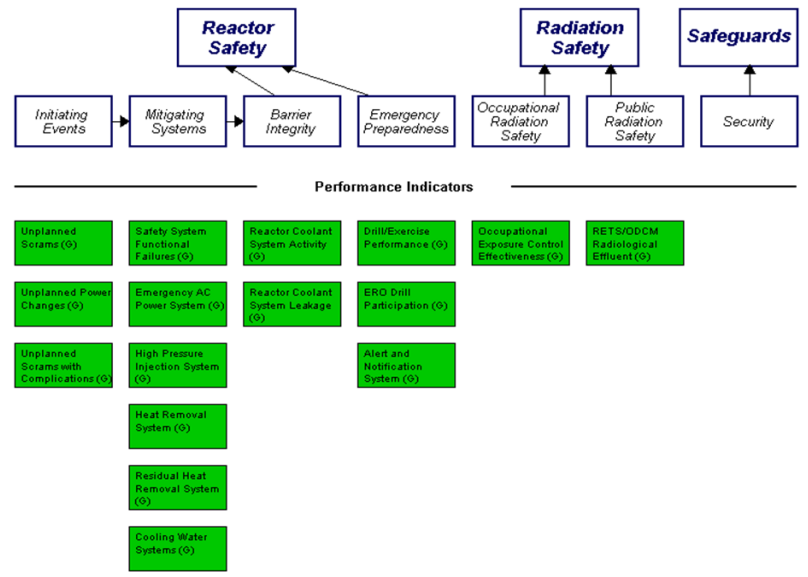 Reactor
Safety
Radiation
Safety
Safeguards
Initiating
Events
Mitigating
Systems
Barrier
Integrity
Emergency
Preparedness
Occupational
Radiation
Safety
Public
Radiation
Safety
Security
Performance Indicators
Unplanned
Scrams (G)
Safety System
Functional
Failures (G)
Reactor Coolant
System Activity (G)
Drill/Exercise
Performance (G)
Occupational
Exposure Control
Effectiveness (G)
RETS/ODCM
Radiological
Effluent (G)
Unplanned Power
Changes (G)
Emergency AC
Power System (G)
Reactor Coolant
System Leakage
(G)
ERO Drill
Participation (G)
Unplanned
Scrams with
Complications (G)
High Pressure
Injection System
(G)
Alert and
Notification
System (G)
Heat Removal
System (G)
Residual Heat
Removal System
(G)
Cooling Water
Systems (G)